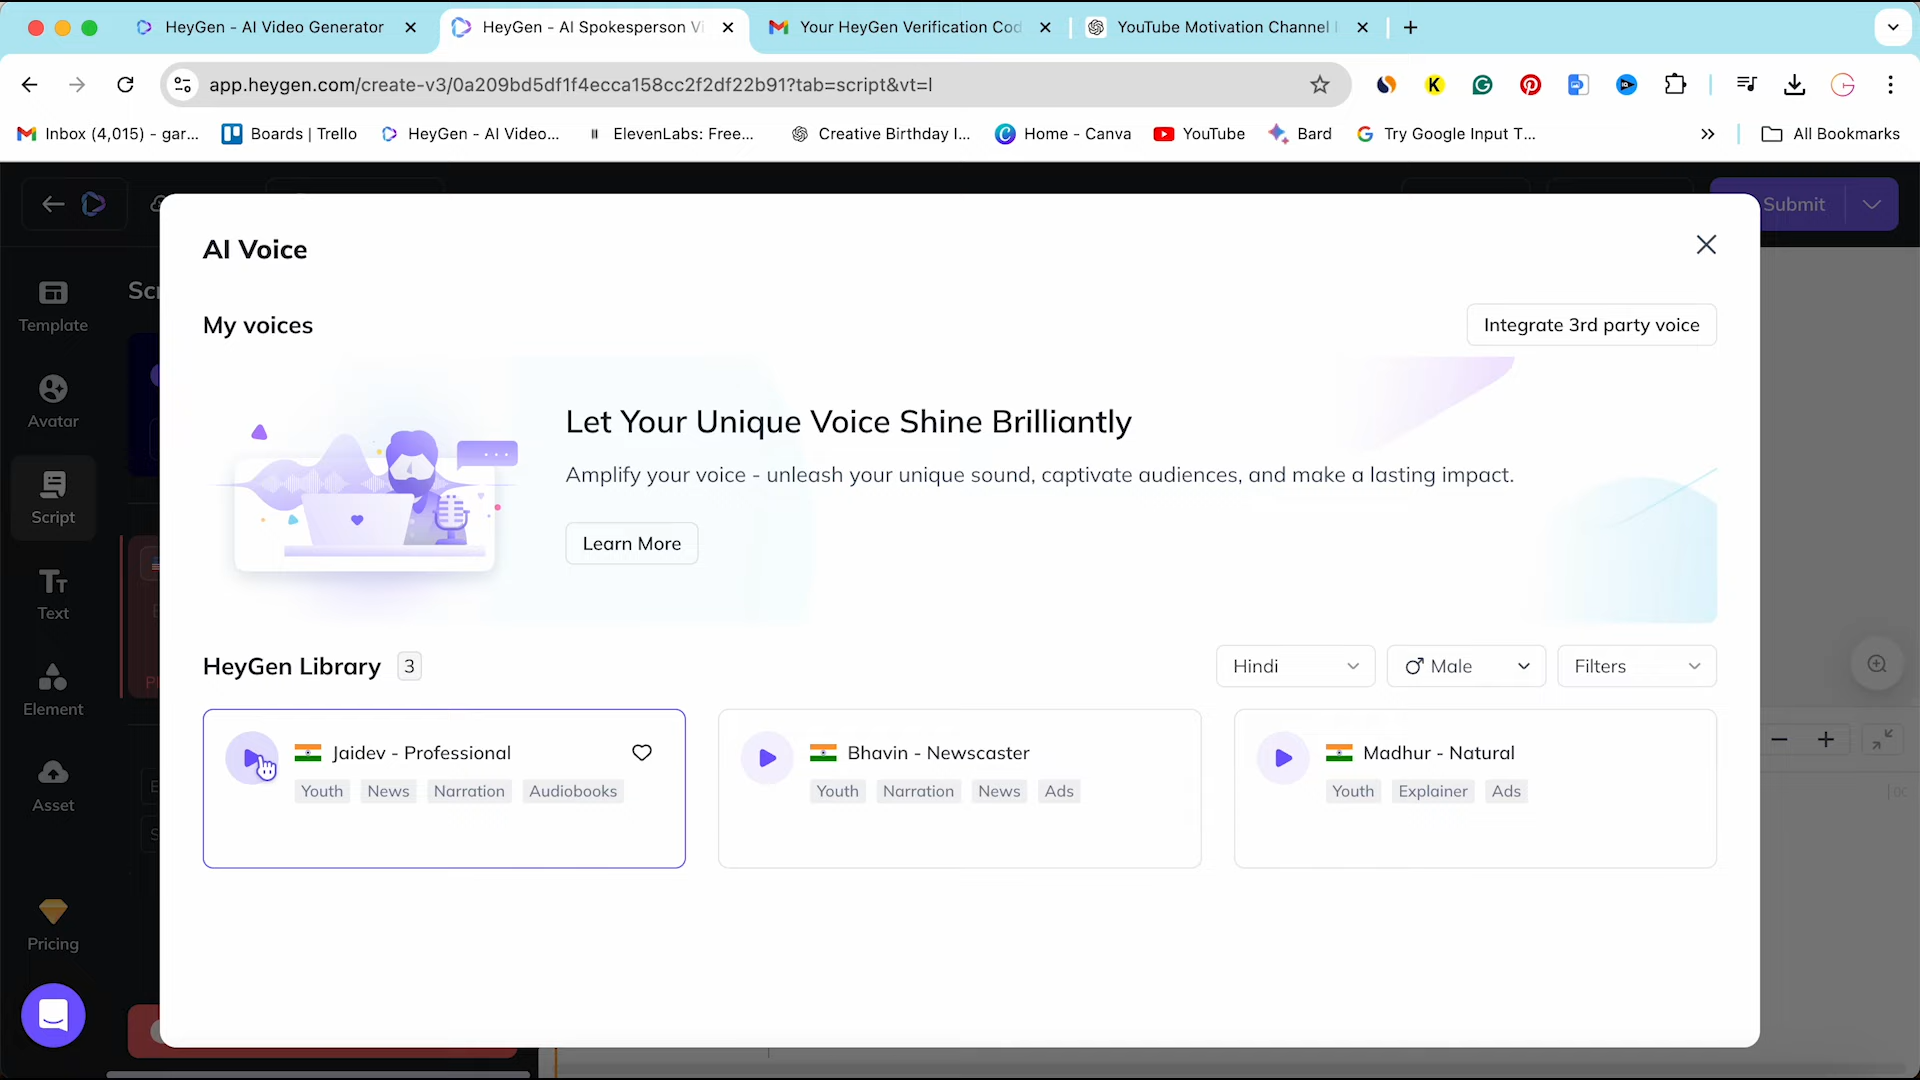 HeyGen - AI Video Generator
HeyGen - AI Spokesperson Vi
Your HeyGen Verification Cod
YouTube Motivation Channel I
app.heygen.com/create-v3/0a209bd5df1f4ecca158cc2f2df22b91?tab=script&vt=l
Inbox (4,015) - gar...
Boards | Trello
HeyGen - AI Video...
ElevenLabs: Free...
Creative Birthday I...
Home - Canva
YouTube
Bard
Try Google Input T...
All Bookmarks
Submit
AI Voice
Template
Avatar
Script
Text
Element
Asset
Pricing
Scr
My voices
Integrate 3rd party voice
Let Your Unique Voice Shine Brilliantly
Amplify your voice - unleash your unique sound, captivate audiences, and make a lasting impact.
Learn More
HeyGen Library 3
Hindi
Male
Filters
Jaidev - Professional
Youth News Narration Audiobooks
Bhavin - Newscaster
Youth Narration News Ads
Madhur - Natural
Youth Explainer Ads